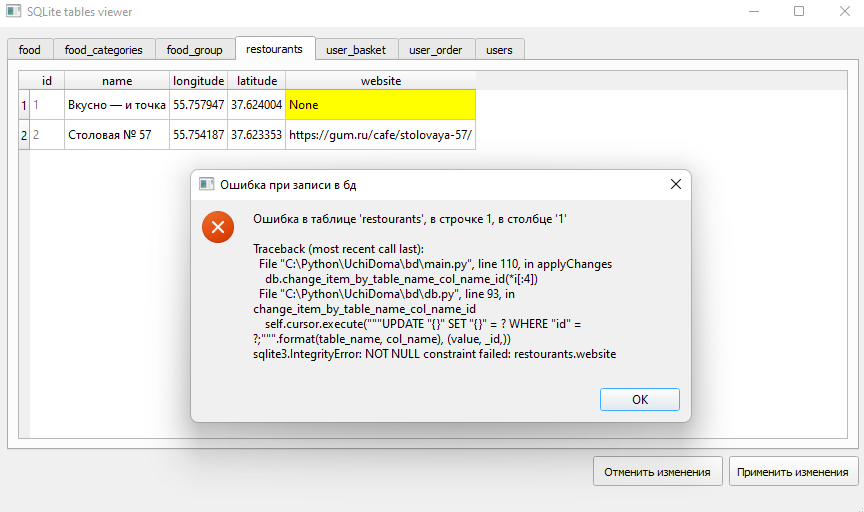 SQLite tables viewer
food food_categories food_group restourants user_basket user_order users
id name longitude latitude website
1 1 Вкусно — и точка 55.757947 37.624004 None
2 2 Столовая № 57 55.754187 37.623353 https://gum.ru/cafe/stolovaya-57/
Ошибка при записи в бд
Ошибка в таблице 'restourants', в строчке 1, в столбце '1'
Traceback (most recent call last):
File "C:\Python\UchiDoma\bd\main.py", line 110, in applyChanges
db.change_item_by_table_name_col_name_id(*i[:4])
File "C:\Python\UchiDoma\bd\db.py", line 93, in
change_item_by_table_name_col_name_id
self.cursor.execute("""UPDATE "{}" SET "{}" = ? WHERE "id" =
?;""".format(table_name, col_name), (value, _id,))
sqlite3.IntegrityError: NOT NULL constraint failed: restourants.website
OK
Отменить изменения Применить изменения